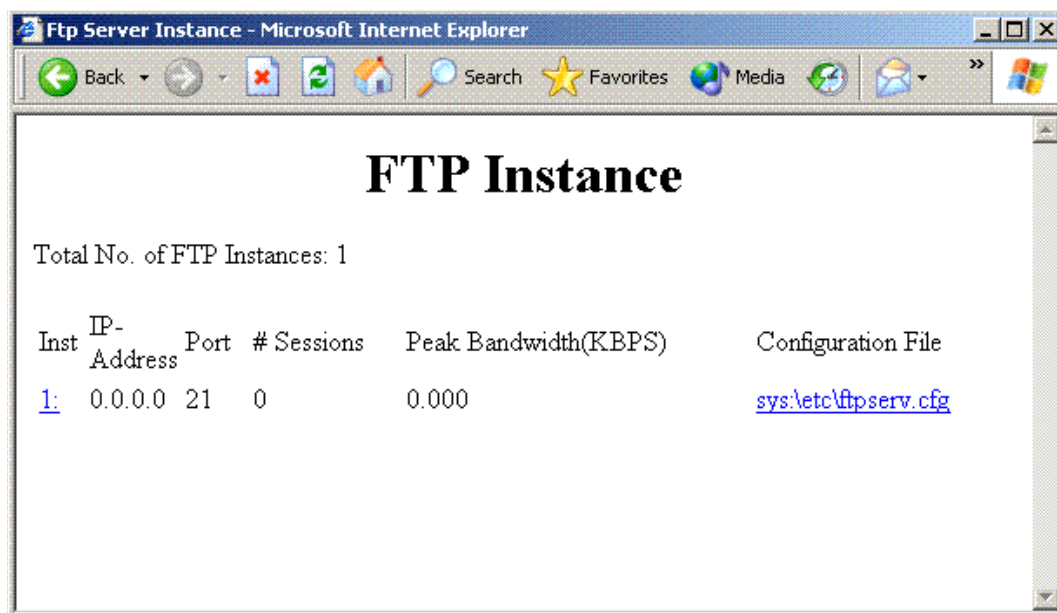 Ftp Server Instance - Microsoft Internet Explorer
Back Search Favorites Media »
FTP Instance
Total No. of FTP Instances: 1
Inst IP-Address Port # Sessions Peak Bandwidth(KBPS) Configuration File
1: 0.0.0.0 21 0 0.000 sys:\etc\ftpserv.cfg